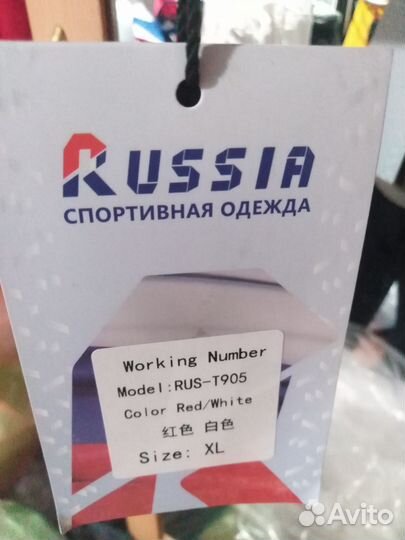 RUSSIA
СПОРТИВНАЯ ОДЕЖДА
Working Number
Model:RUS-T905
Color Red/White
红色 白色
Size: XL
Avito